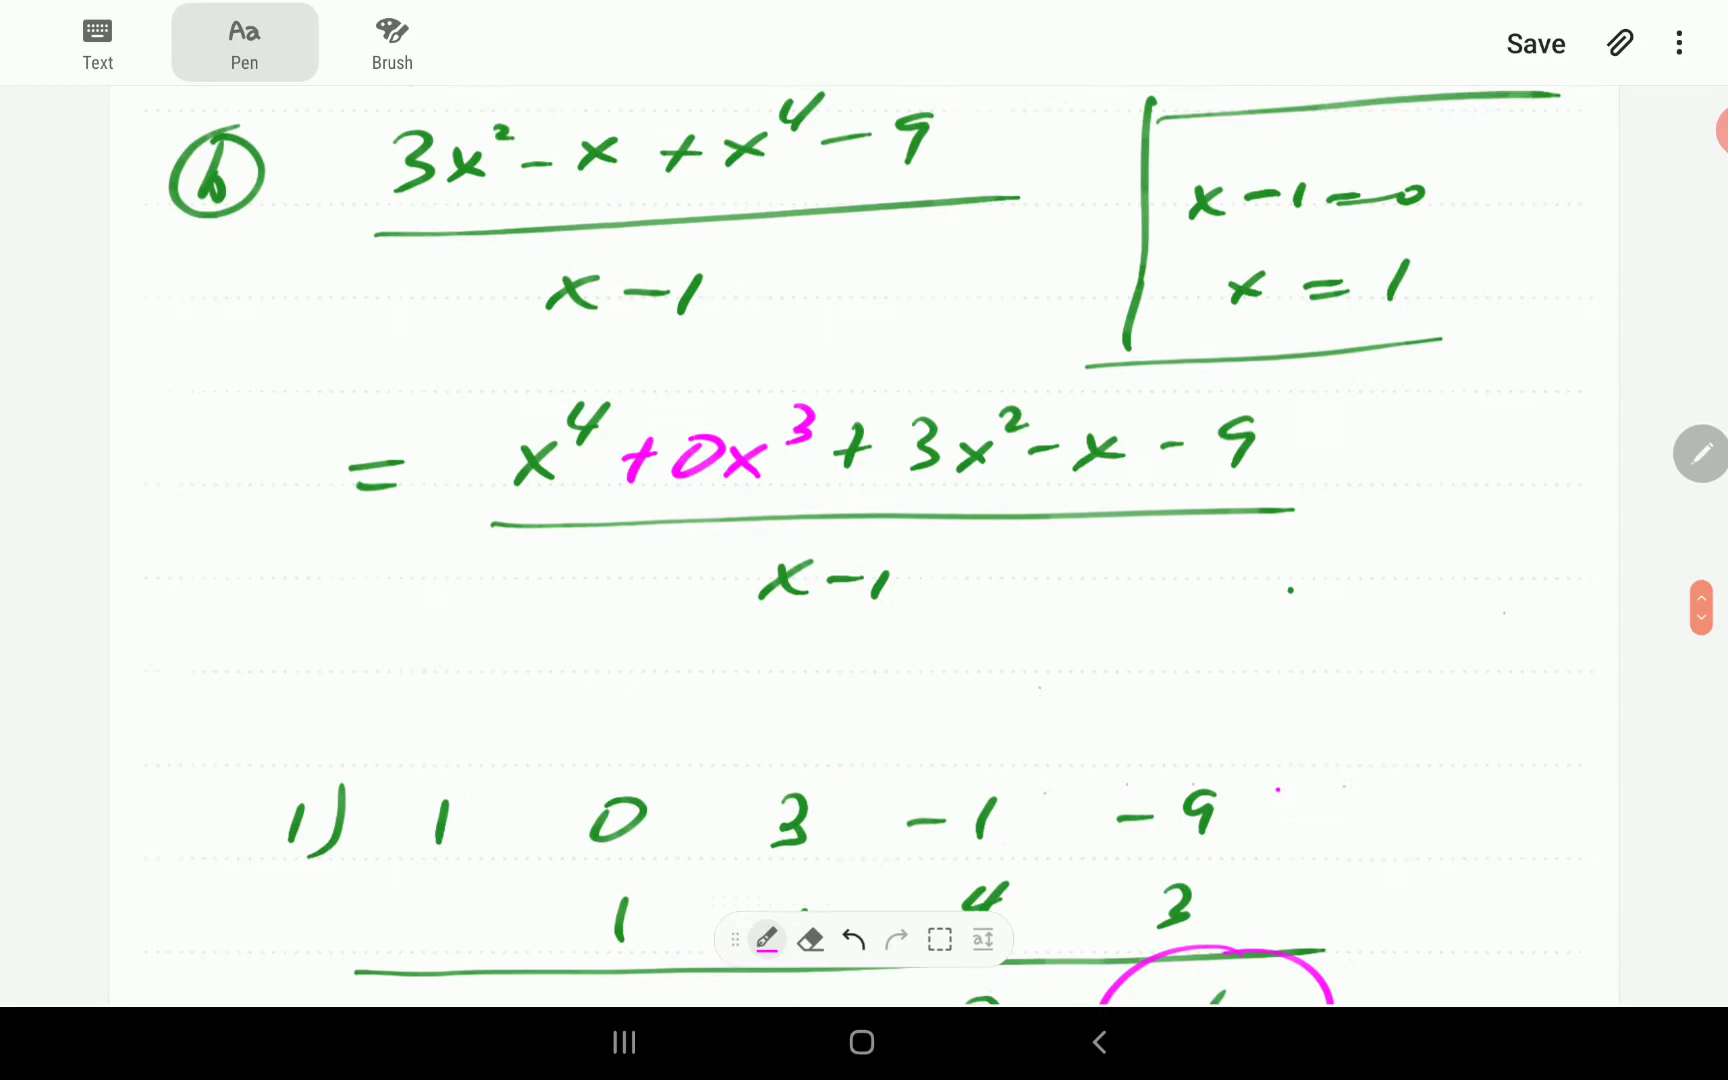 Text Aa Pen Brush Save
b 3x² - x + x⁴ - 9
x - 1
x - 1 = 0
x = 1
= x⁴ + 0x³ + 3x² - x - 9
x - 1
1) 1 0 3 - 1 - 9
1 4 3